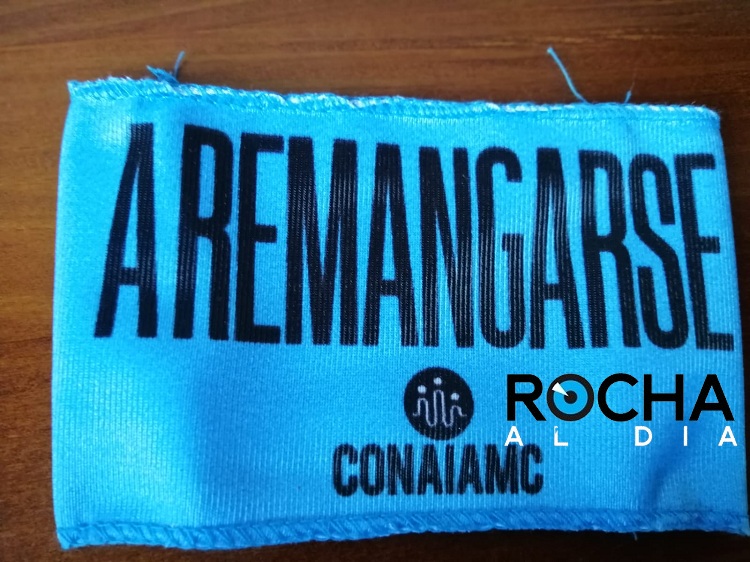 A REMANGARSE
CONAIAMC
ROCHA
AL DIA